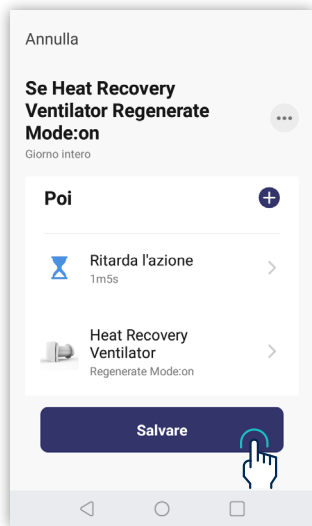 Annulla
Se Heat Recovery
Ventilator Regenerate
Mode:on
Giorno intero
Poi
Ritarda l'azione
1m5s
Heat Recovery
Ventilator
Regenerate Mode:on
Salvare